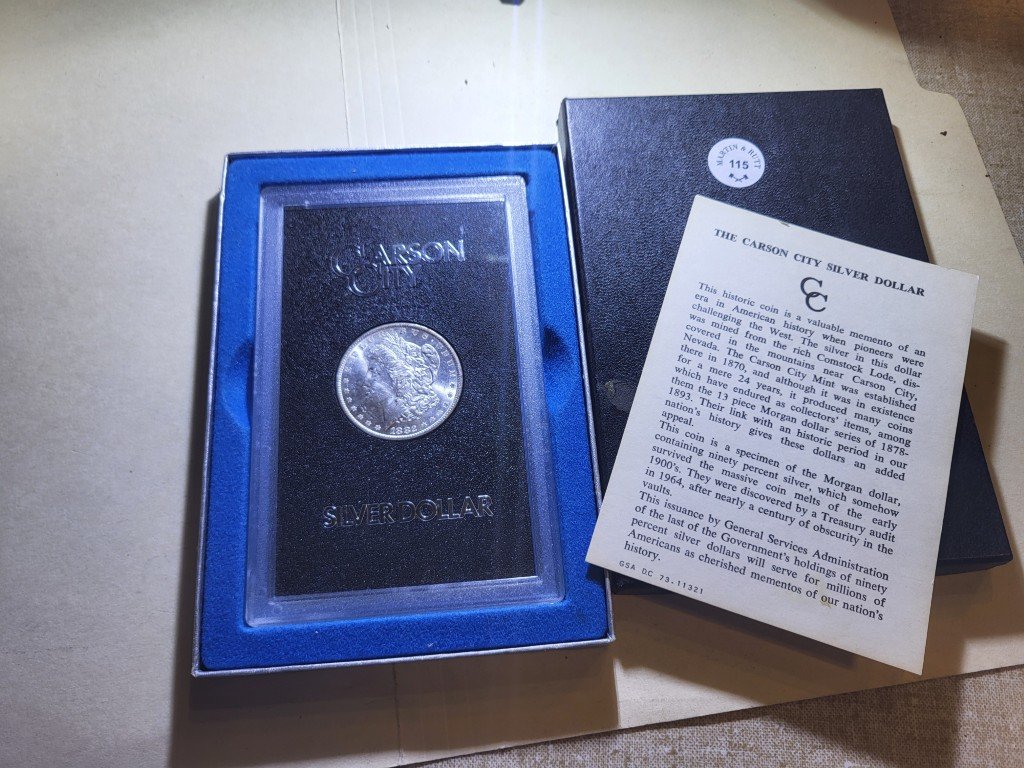 CARSON
CITY
1882
SILVER DOLLAR
MARTIN & RUTT
115
THE CARSON CITY SILVER DOLLAR
CC
This historic coin is a valuable memento of an
era in American history when pioneers were
challenging the West. The silver in this dollar
was mined from the rich Comstock Lode, dis-
covered in the mountains near Carson City,
Nevada. The Carson City Mint was established
there in 1870, and although it was in existence
for a mere 24 years, it produced many coins
which have endured as collectors' items, among
them the 13 piece Morgan dollar series of 1878-
1893. Their link with an historic period in our
nation's history gives these dollars an added
appeal.
This coin is a specimen of the Morgan dollar,
containing ninety percent silver, which somehow
survived the massive coin melts of the early
1900's. They were discovered by a Treasury audit
in 1964, after nearly a century of obscurity in the
vaults.
This issuance by General Services Administration
of the last of the Government's holdings of ninety
percent silver dollars will serve for millions of
Americans as cherished mementos of our nation's
history.
GSA DC 73.11321